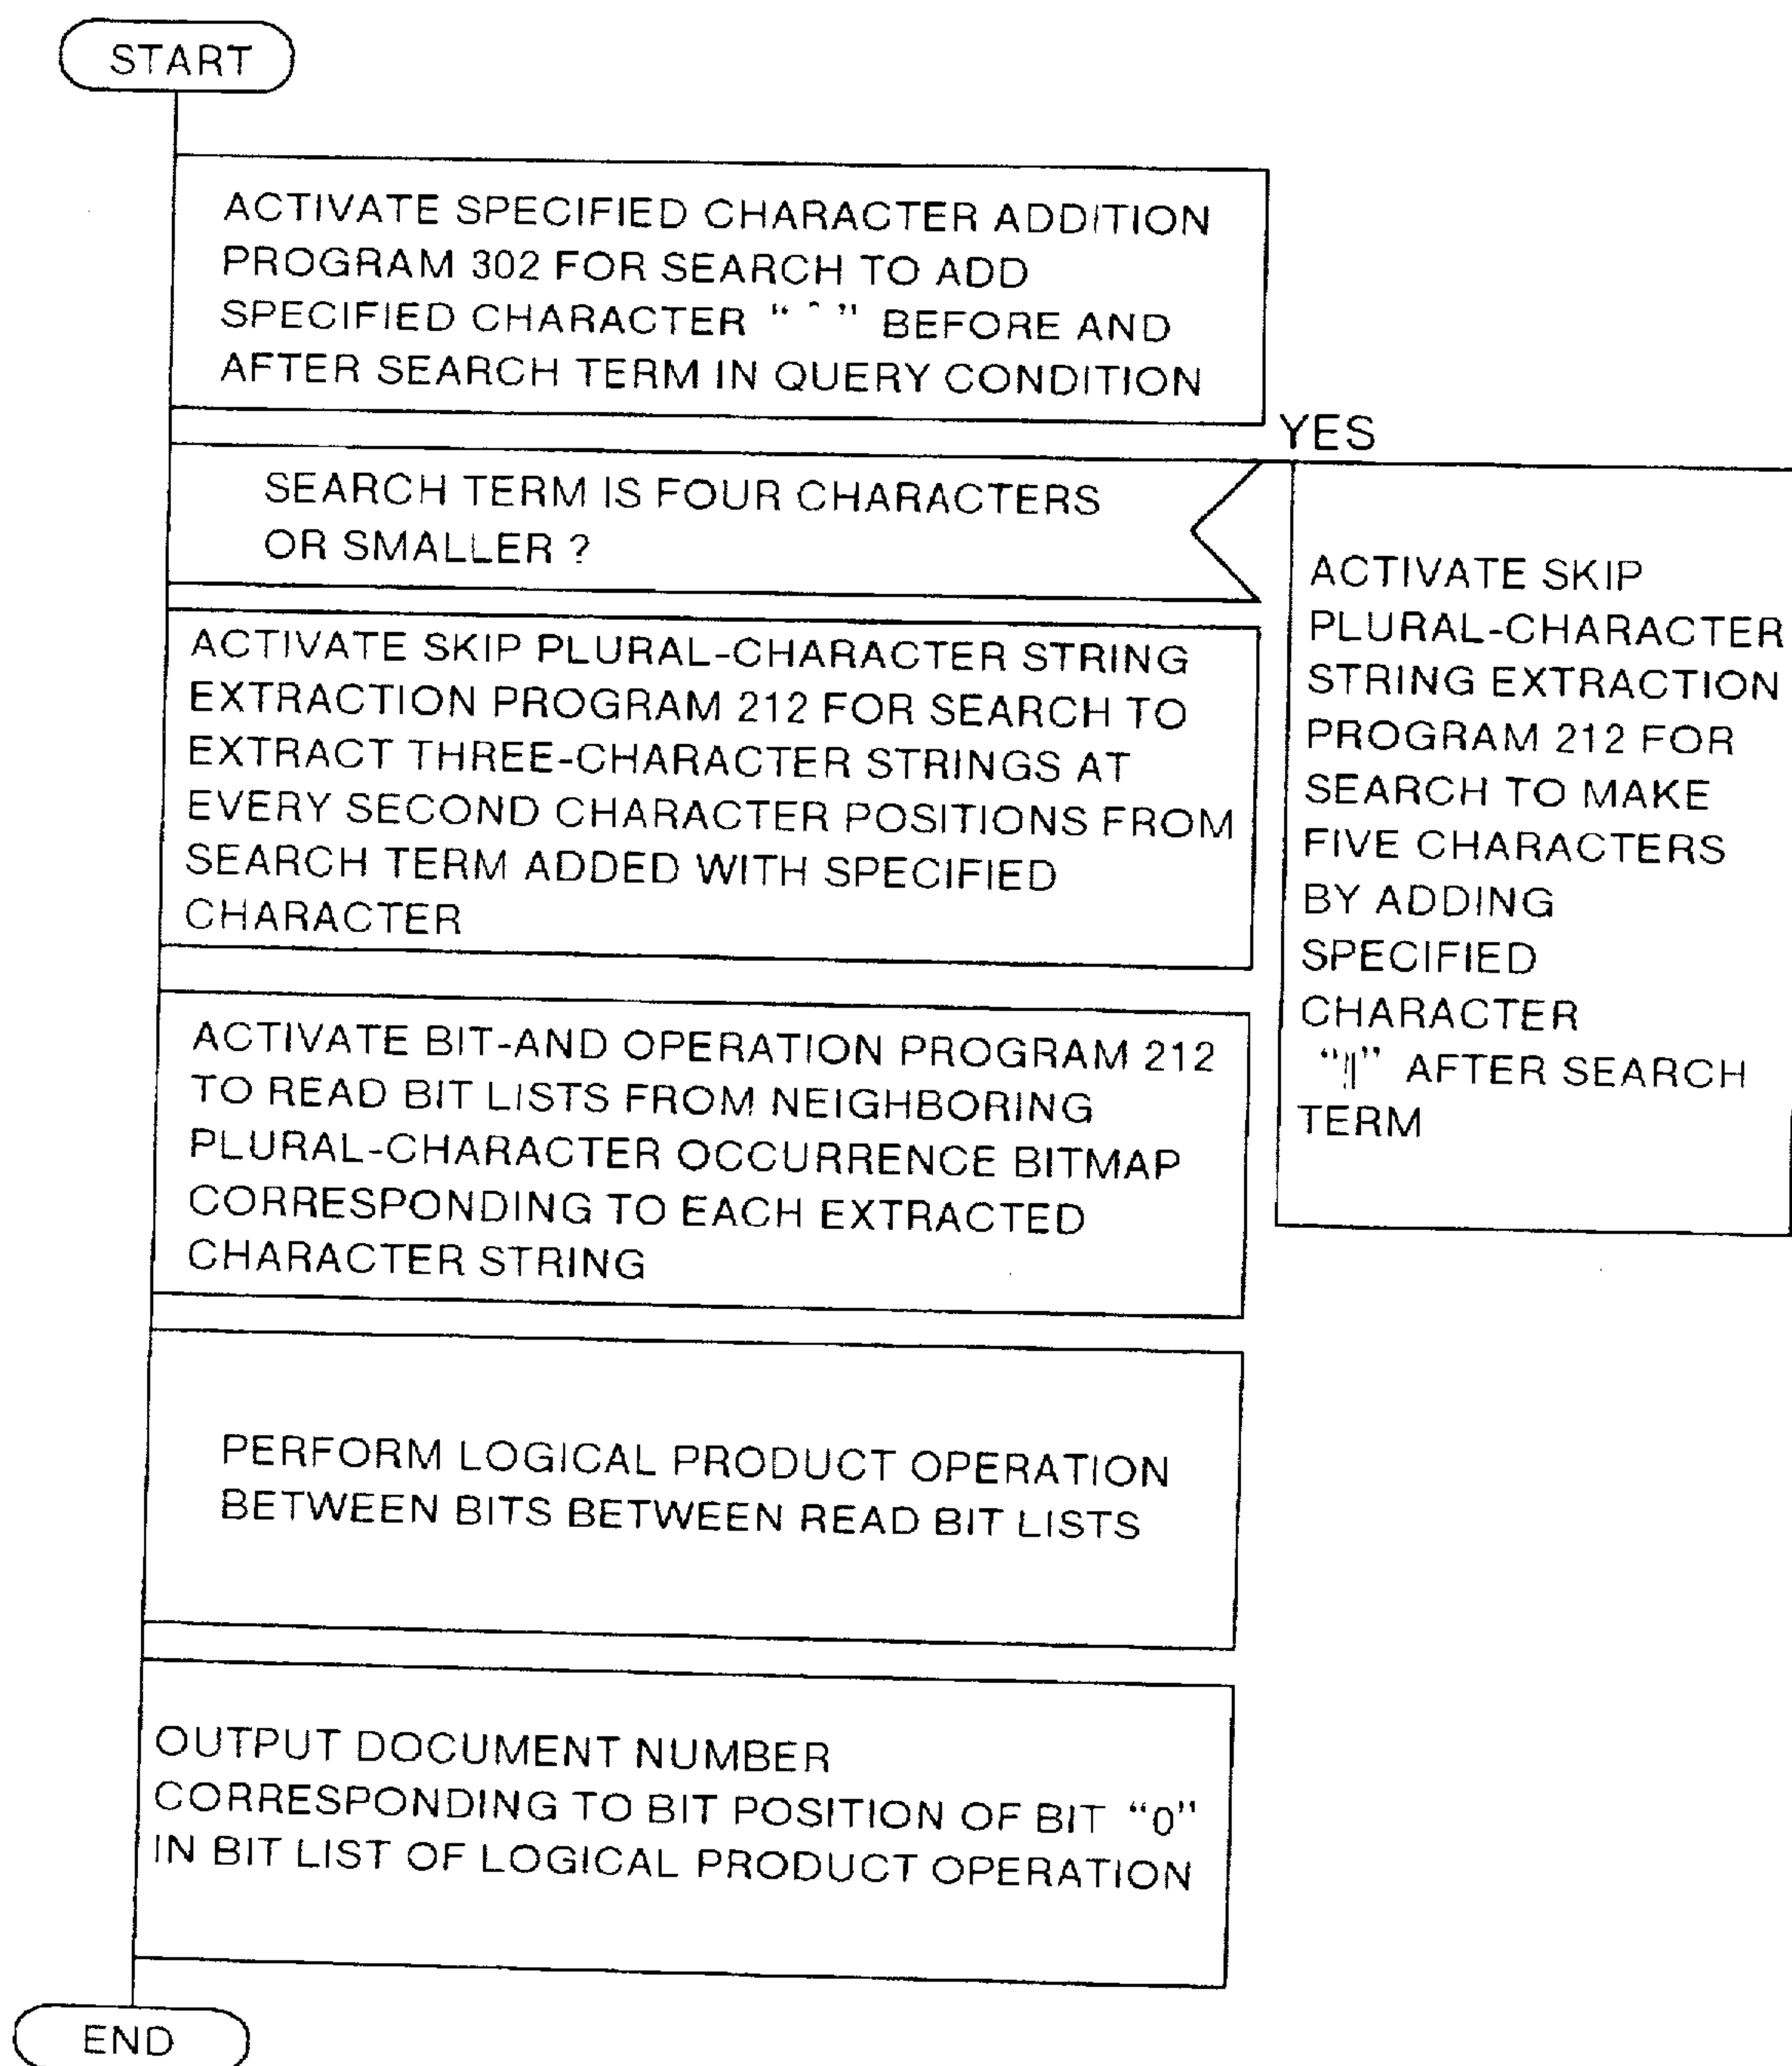 START
ACTIVATE SPECIFIED CHARACTER ADDITION
PROGRAM 302 FOR SEARCH TO ADD
SPECIFIED CHARACTER “ ˆ ” BEFORE AND
AFTER SEARCH TERM IN QUERY CONDITION
SEARCH TERM IS FOUR CHARACTERS
OR SMALLER ?
YES
ACTIVATE SKIP
PLURAL-CHARACTER
STRING EXTRACTION
PROGRAM 212 FOR
SEARCH TO MAKE
FIVE CHARACTERS
BY ADDING
SPECIFIED
CHARACTER
AFTER SEARCH
TERM
ACTIVATE SKIP PLURAL-CHARACTER STRING
EXTRACTION PROGRAM 212 FOR SEARCH TO
EXTRACT THREE-CHARACTER STRINGS AT
EVERY SECOND CHARACTER POSITIONS FROM
SEARCH TERM ADDED WITH SPECIFIED
CHARACTER
ACTIVATE BIT-AND OPERATION PROGRAM 212
TO READ BIT LISTS FROM NEIGHBORING
PLURAL-CHARACTER OCCURRENCE BITMAP
CORRESPONDING TO EACH EXTRACTED
CHARACTER STRING
PERFORM LOGICAL PRODUCT OPERATION
BETWEEN BITS BETWEEN READ BIT LISTS
OUTPUT DOCUMENT NUMBER
CORRESPONDING TO BIT POSITION OF BIT “0”
IN BIT LIST OF LOGICAL PRODUCT OPERATION
END